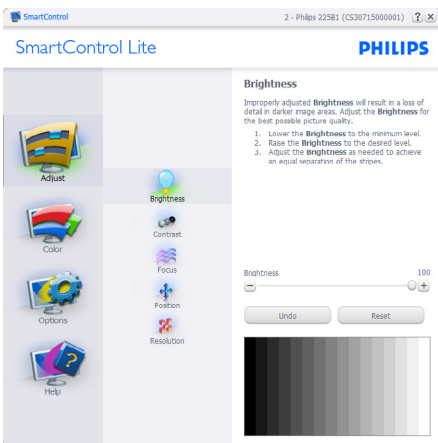 SmartControl
2 - Philips 225B1 (CS30715000001)
SmartControl Lite
PHILIPS
Adjust
Color
Options
Help
Brightness
Contrast
Focus
Position
Resolution
Brightness
Improperly adjusted Brightness will result in a loss of
detail in darker image areas. Adjust the Brightness for
the best possible picture quality.
1. Lower the Brightness to the minimum level.
2. Raise the Brightness to the desired level.
3. Adjust the Brightness as needed to achieve
an equal separation of the stripes.
Brightness 100
Undo
Reset